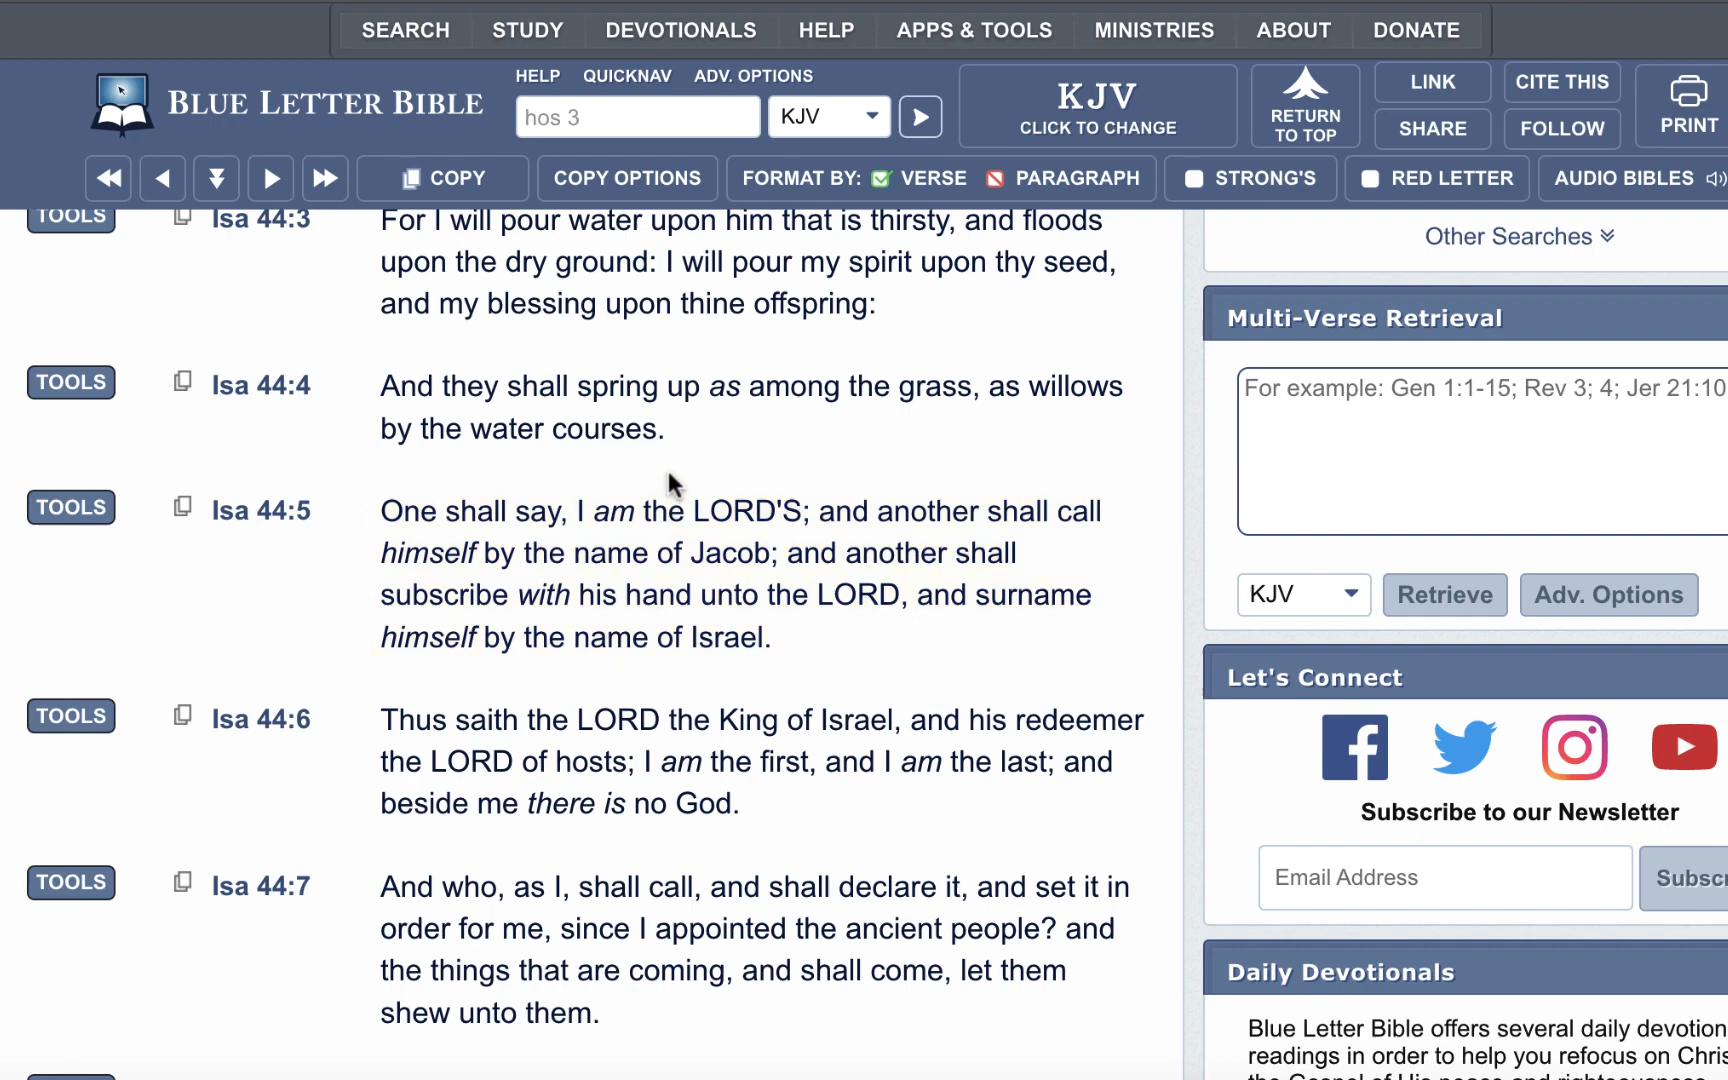 SEARCH STUDY DEVOTIONALS HELP APPS & TOOLS MINISTRIES ABOUT DONATE
BLUE LETTER BIBLE
HELP QUICKNAV ADV. OPTIONS
hos 3 KJV
KJV
CLICK TO CHANGE
RETURN
TO TOP
LINK CITE THIS
SHARE FOLLOW
PRINT
COPY COPY OPTIONS FORMAT BY: VERSE PARAGRAPH STRONG'S RED LETTER AUDIO BIBLES
TOOLS Isa 44:3 For I will pour water upon him that is thirsty, and floods
upon the dry ground: I will pour my spirit upon thy seed,
and my blessing upon thine offspring:
TOOLS Isa 44:4 And they shall spring up as among the grass, as willows
by the water courses.
TOOLS Isa 44:5 One shall say, I am the LORD'S; and another shall call
himself by the name of Jacob; and another shall
subscribe with his hand unto the LORD, and surname
himself by the name of Israel.
TOOLS Isa 44:6 Thus saith the LORD the King of Israel, and his redeemer
the LORD of hosts; I am the first, and I am the last; and
beside me there is no God.
TOOLS Isa 44:7 And who, as I, shall call, and shall declare it, and set it in
order for me, since I appointed the ancient people? and
the things that are coming, and shall come, let them
shew unto them.
Other Searches
Multi-Verse Retrieval
For example: Gen 1:1-15; Rev 3; 4; Jer 21:10
KJV Retrieve Adv. Options
Let's Connect
Subscribe to our Newsletter
Email Address Subscr
Daily Devotionals
Blue Letter Bible offers several daily devotion
readings in order to help you refocus on Chris
the Gospel of His peace and righteousness